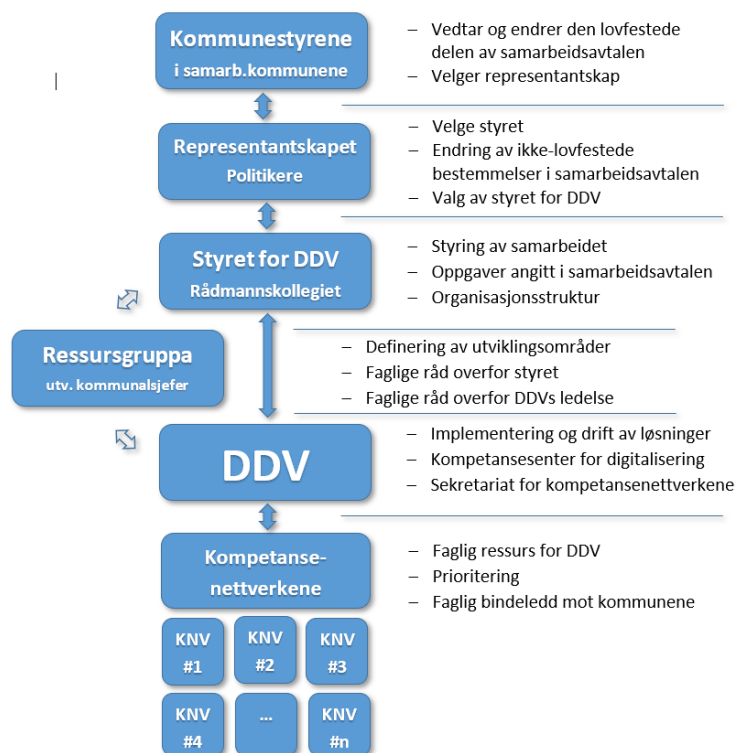 Kommunestyrene
i samarb.kommunene
– Vedtar og endrer den lovfestede
delen av samarbeidsavtalen
– Velger representantskap
Representantskapet
Politikere
– Velge styret
– Endring av ikke-lovfestede
bestemmelser i samarbeidsavtalen
– Valg av styret for DDV
Styret for DDV
Rådmannskollegiet
– Styring av samarbeidet
– Oppgaver angitt i samarbeidsavtalen
– Organisasjonsstruktur
Ressursgruppa
utv. kommunalsjefer
– Definering av utviklingsområder
– Faglige råd overfor styret
– Faglige råd overfor DDVs ledelse
DDV
– Implementering og drift av løsninger
– Kompetansesenter for digitalisering
– Sekretariat for kompetansenettverkene
Kompetanse-
nettverkene
– Faglig ressurs for DDV
– Prioritering
– Faglig bindeledd mot kommunene
KNV
#1
KNV
#2
KNV
#3
KNV
#4
...
KNV
#n